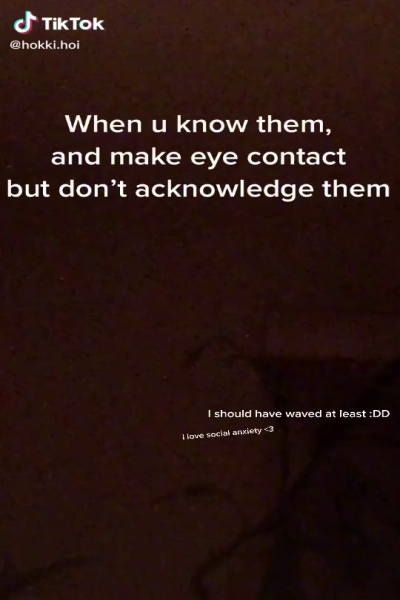 TikTok
@hokki.hoi
When u know them,
and make eye contact
but don't acknowledge them
I should have waved at least :DD
i love social anxiety <3